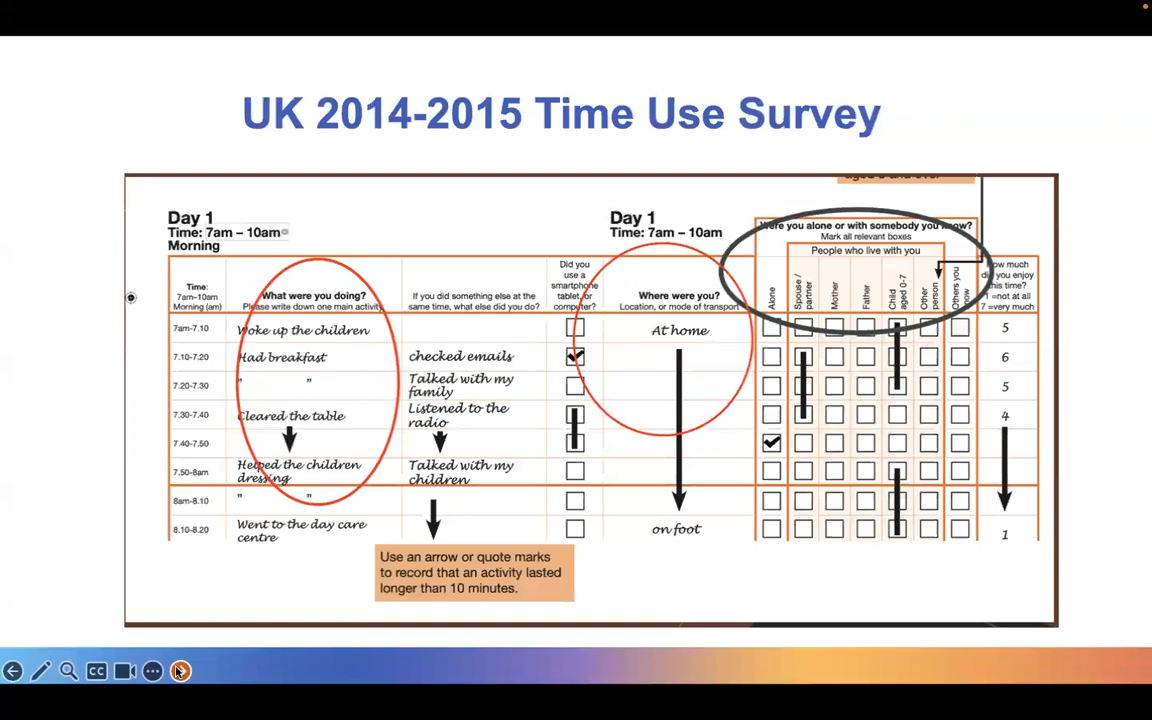 UK 2014-2015 Time Use Survey
Day 1
Time: 7am – 10am
Morning
Day 1
Time: 7am – 10am
Were you alone or with somebody you know?
Mark all relevant boxes
People who live with you
Time:
7am–10am
Morning (am)
What were you doing?
Please write down one main activity
If you did something else at the
same time, what else did you do?
Did you
use a
smartphone
tablet, or
computer?
Where were you?
Location, or mode of transport
Alone
Spouse /
partner
Mother
Father
Child
aged 0-7
Other
person
Others you
know
How much
did you enjoy
this time?
1 =not at all
7 =very much
7am-7.10 Woke up the children At home 5
7.10-7.20 Had breakfast checked emails 6
7.20-7.30 " " Talked with my
family 5
7.30-7.40 Cleared the table Listened to the
radio 4
7.40-7.50
7.50-8am Helped the children
dressing Talked with my
children
8am-8.10 " "
8.10-8.20 Went to the day care
centre on foot 1
Use an arrow or quote marks
to record that an activity lasted
longer than 10 minutes.
CC